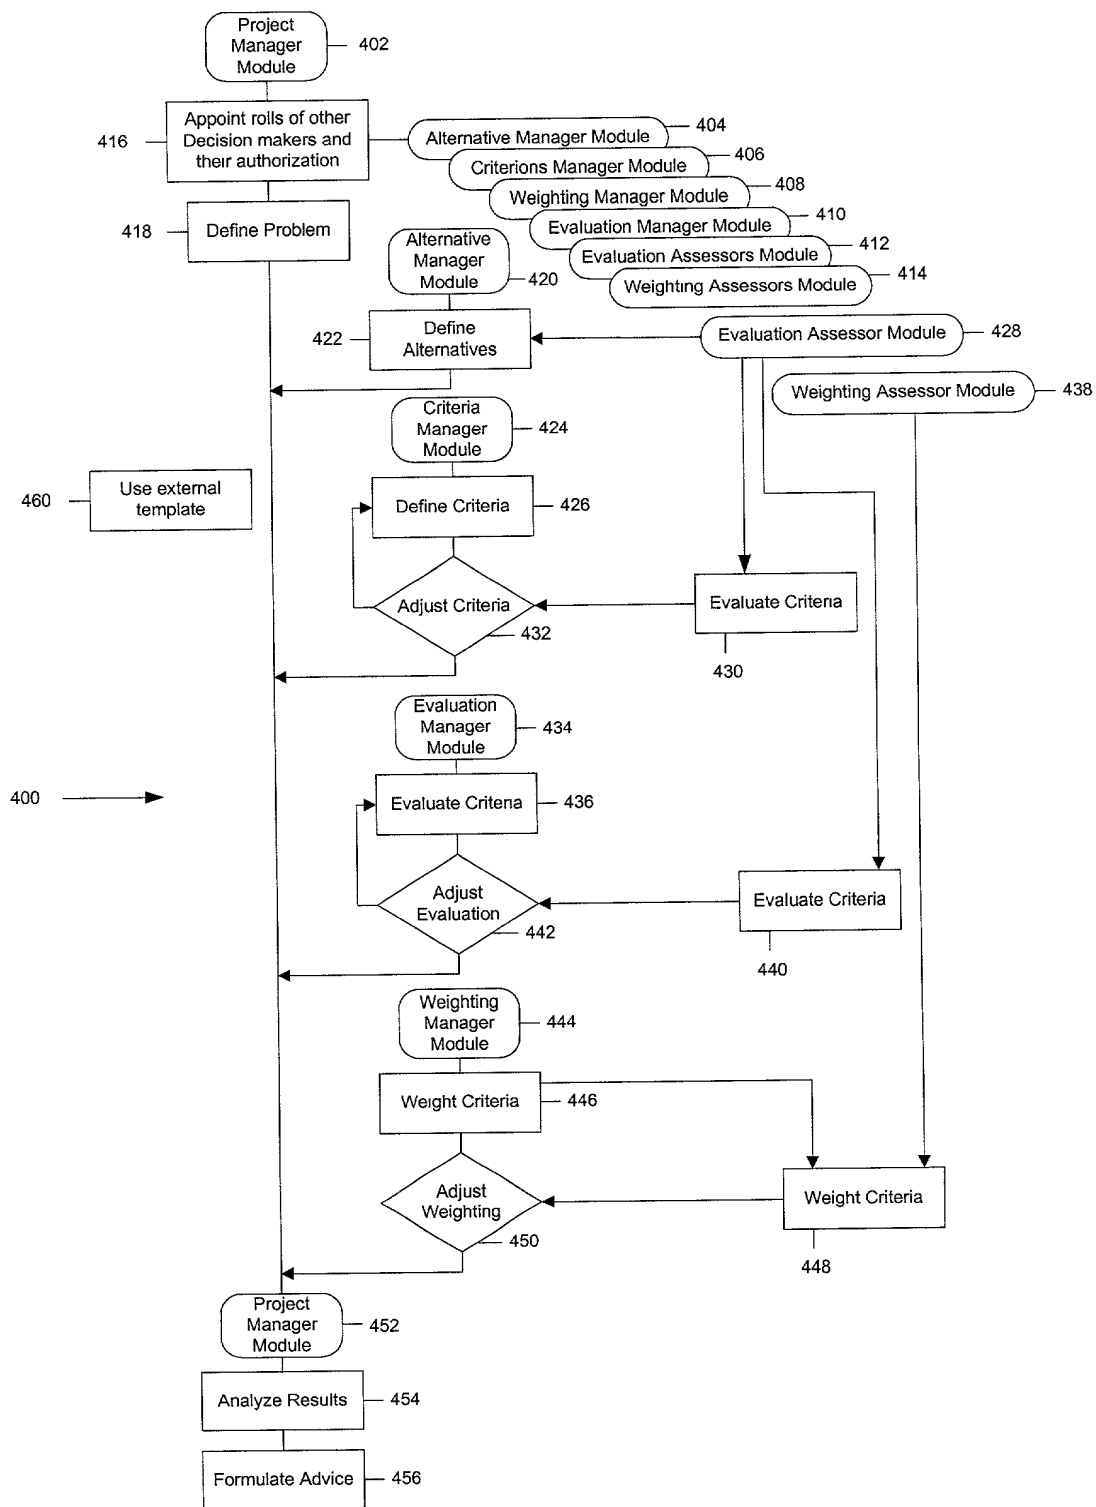 Project
Manager
Module
402
416
Appoint rolls of other
Decision makers and
their authorization
Alternative Manager Module
404
Criterions Manager Module
406
Weighting Manager Module
408
Evaluation Manager Module
410
Evaluation Assessors Module
412
Weighting Assessors Module
414
418
Define Problem
Alternative
Manager
Module
420
422
Define
Alternatives
Evaluation Assessor Module
428
Weighting Assessor Module
438
Criteria
Manager
Module
424
460
Use external
template
Define Criteria
426
Adjust Criteria
432
Evaluate Criteria
430
Evaluation
Manager
Module
434
400
Evaluate Criteria
436
Adjust
Evaluation
442
Evaluate Criteria
440
Weighting
Manager
Module
444
Weight Criteria
446
Adjust
Weighting
450
Weight Criteria
448
Project
Manager
Module
452
Analyze Results
454
Formulate Advice
456